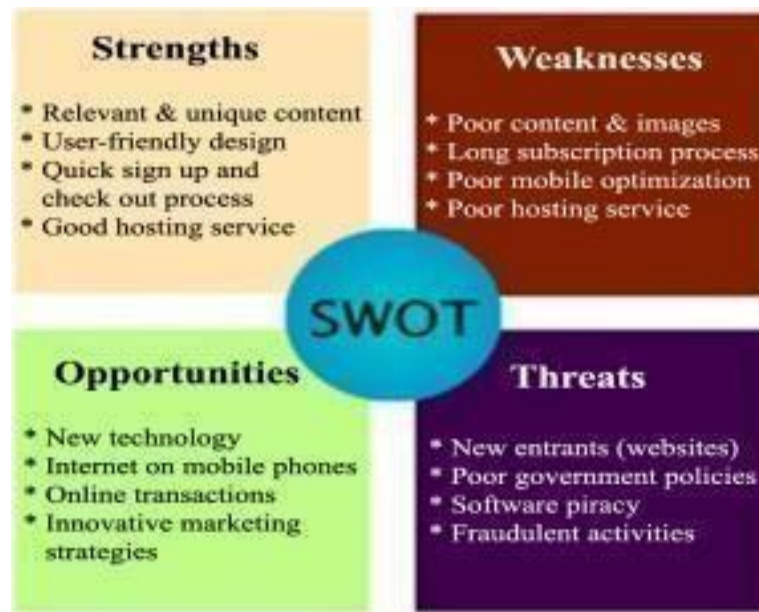 Strengths
* Relevant & unique content
* User-friendly design
* Quick sign up and
check out process
* Good hosting service
Weaknesses
* Poor content & images
* Long subscription process
* Poor mobile optimization
* Poor hosting service
SWOT
Opportunities
* New technology
* Internet on mobile phones
* Online transactions
* Innovative marketing
strategies
Threats
* New entrants (websites)
* Poor government policies
* Software piracy
* Fraudulent activities